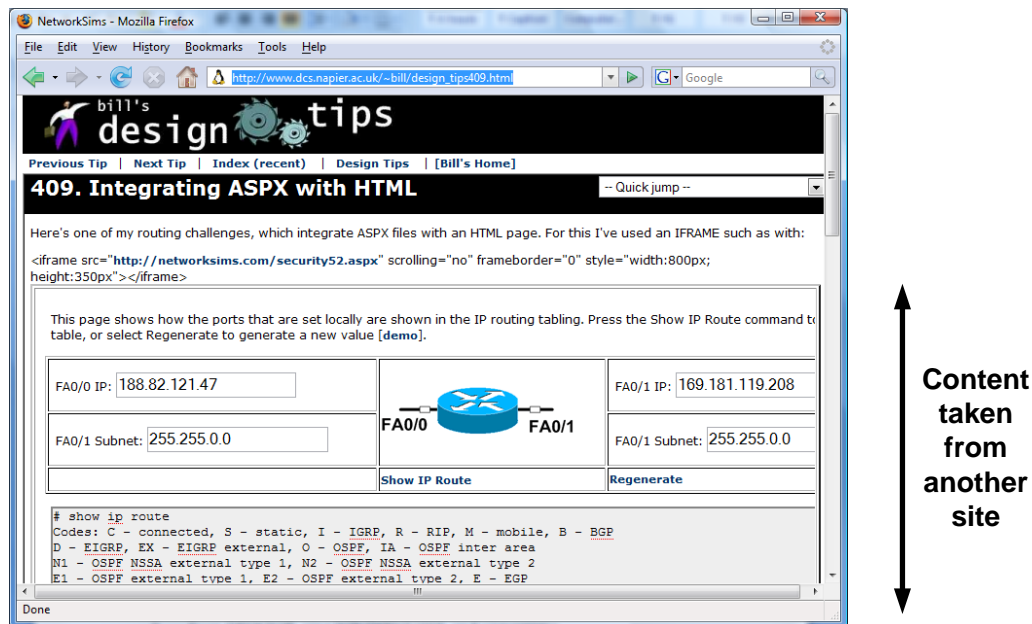 NetworkSims - Mozilla Firefox
File Edit View History Bookmarks Tools Help
http://www.dcs.napier.ac.uk/~bill/design_tips409.html
G Google
bill's
design tips
Previous Tip | Next Tip | Index (recent) | Design Tips | [Bill's Home]
409. Integrating ASPX with HTML
-- Quick jump --
Here's one of my routing challenges, which integrate ASPX files with an HTML page. For this I've used an IFRAME such as with:
<iframe src="http://networksims.com/security52.aspx" scrolling="no" frameborder="0" style="width:800px;
height:350px"></iframe>
This page shows how the ports that are set locally are shown in the IP routing tabling. Press the Show IP Route command to
table, or select Regenerate to generate a new value [demo].
FA0/0 IP: 188.82.121.47
FA0/1 IP: 169.181.119.208
FA0/0 FA0/1
FA0/1 Subnet: 255.255.0.0
FA0/1 Subnet: 255.255.0.0
Show IP Route
Regenerate
# show ip route
Codes: C - connected, S - static, I - IGRP, R - RIP, M - mobile, B - BGP
D - EIGRP, EX - EIGRP external, O - OSPF, IA - OSPF inter area
N1 - OSPF NSSA external type 1, N2 - OSPF NSSA external type 2
E1 - OSPF external type 1, E2 - OSPF external type 2, E - EGP
Done
Content
taken
from
another
site